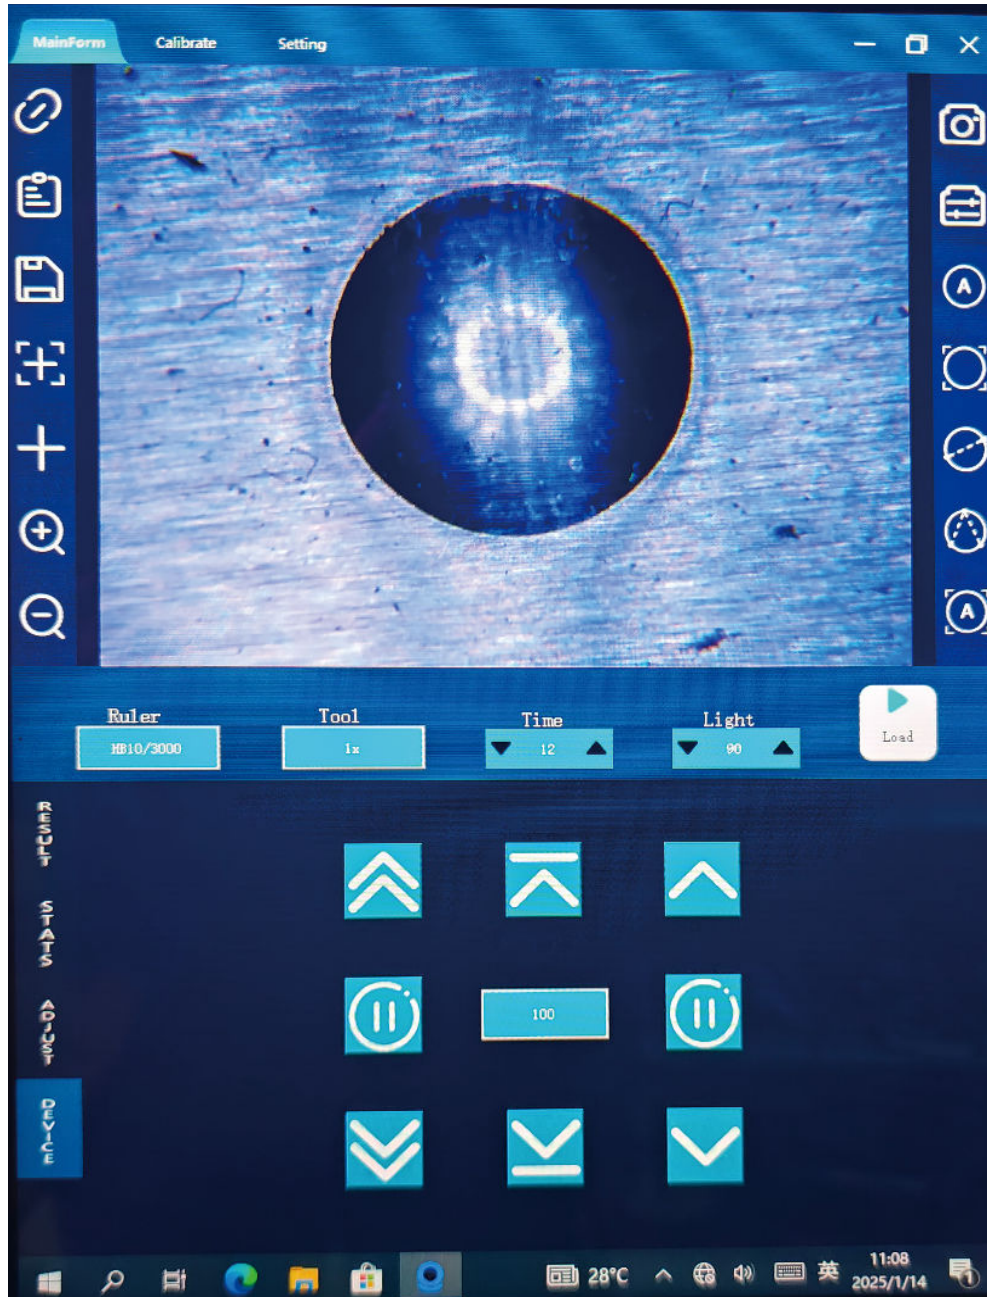 MainForm Calibrate Setting
A
A
Ruler Tool Time Light
HB10/3000 1x 12 90 Load
RESULT
STATS
ADJUST
100
DEVICE
28°C 英 11:08
2025/1/14 1